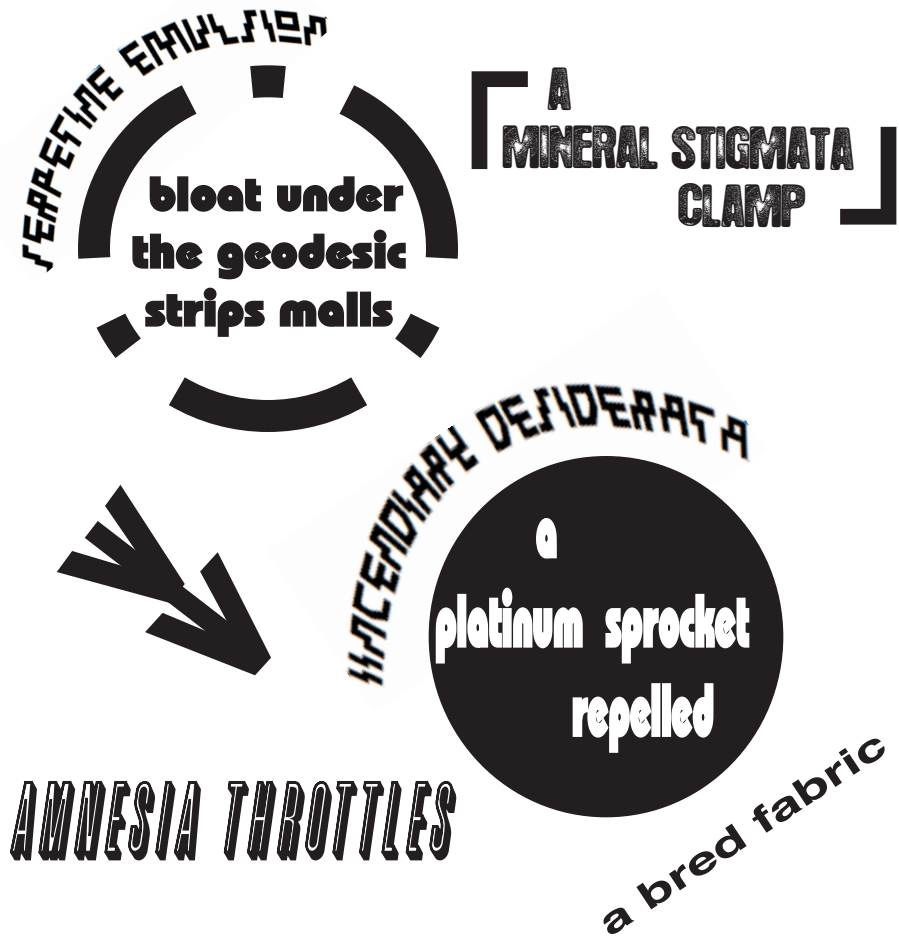 SERPETINE EMULSION
bloat under
the geodesic
strips malls
A
MINERAL STIGMATA
CLAMP
INCENDIARY DESIDERATA
a
platinum sprocket
repelled
AMNESIA THROTTLES
a bred fabric